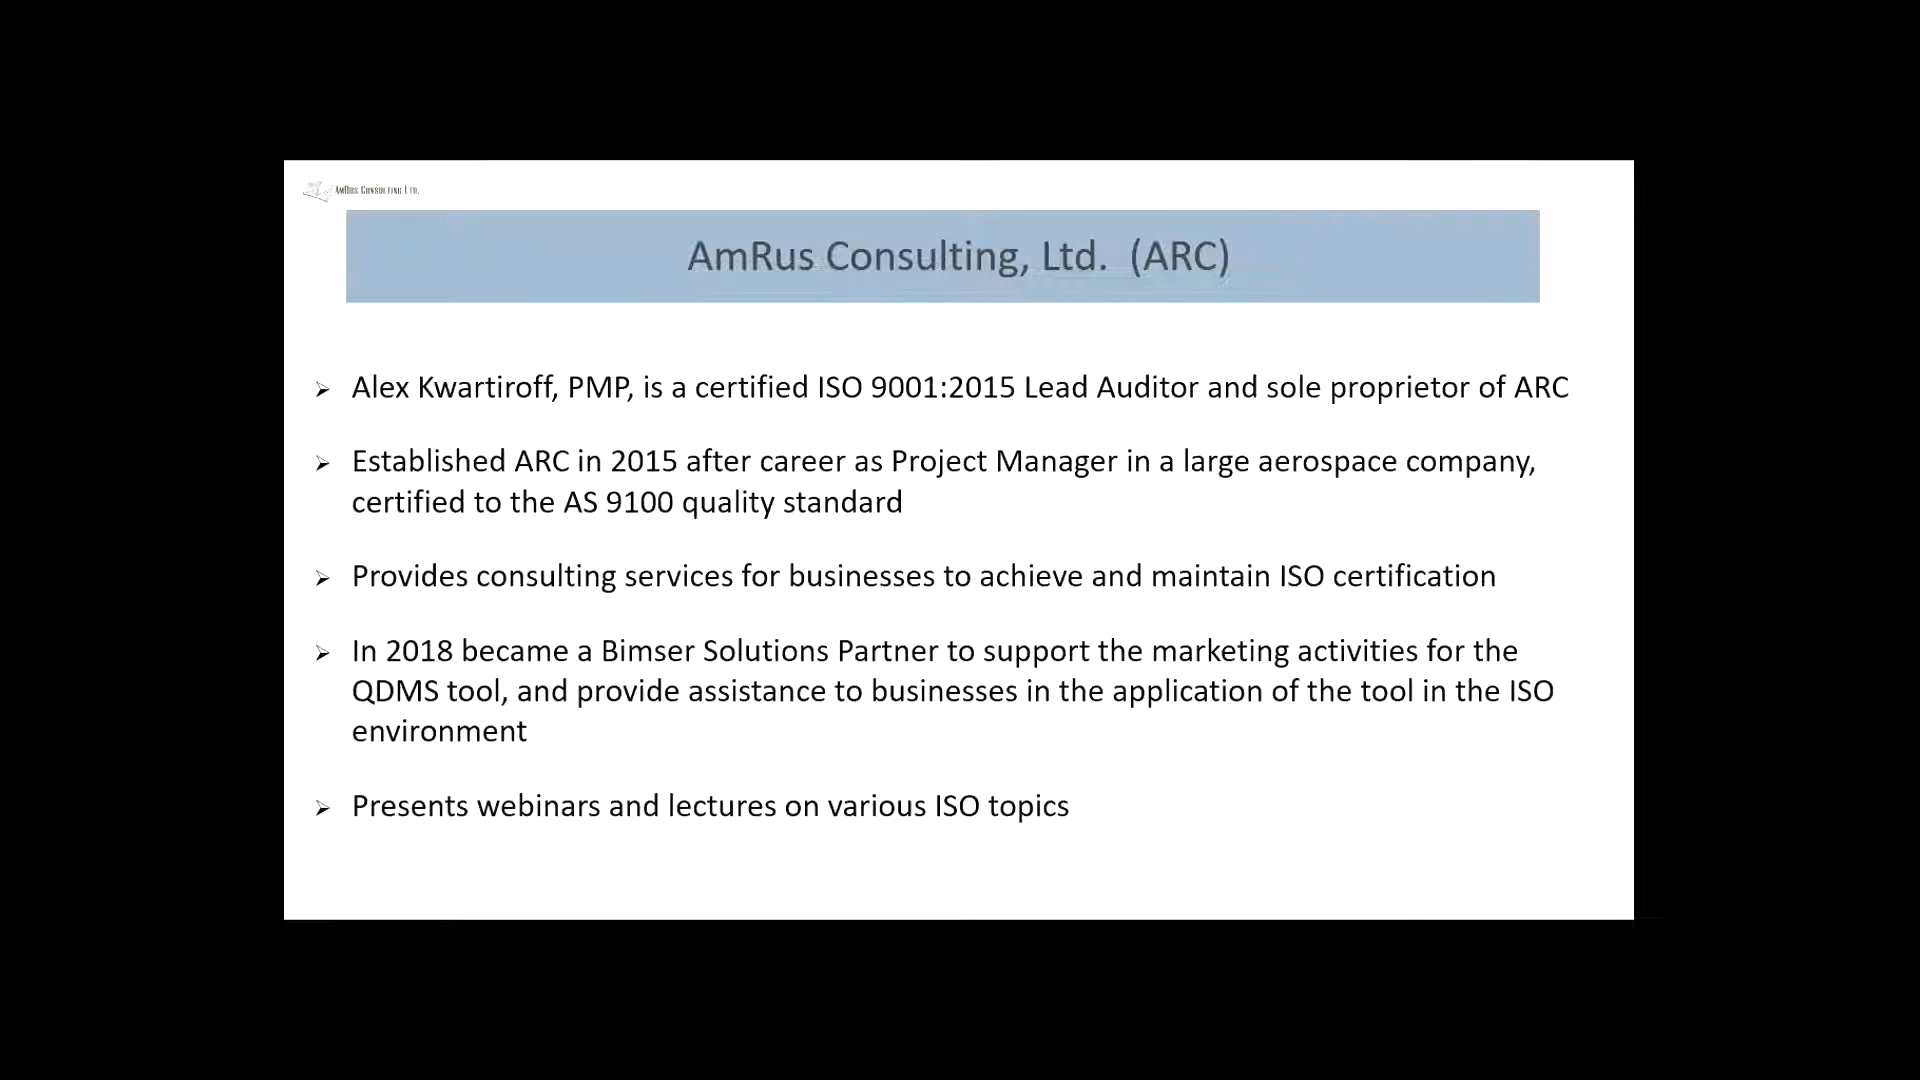 AmRus Consulting Ltd.
AmRus Consulting, Ltd. (ARC)
Alex Kwartiroff, PMP, is a certified ISO 9001:2015 Lead Auditor and sole proprietor of ARC
Established ARC in 2015 after career as Project Manager in a large aerospace company,
certified to the AS 9100 quality standard
Provides consulting services for businesses to achieve and maintain ISO certification
In 2018 became a Bimser Solutions Partner to support the marketing activities for the
QDMS tool, and provide assistance to businesses in the application of the tool in the ISO
environment
Presents webinars and lectures on various ISO topics